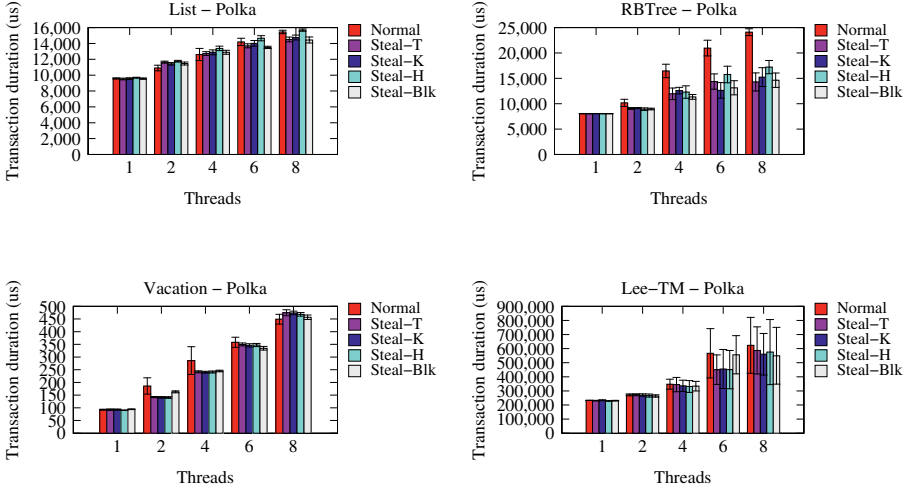 List – Polka
Transaction duration (us)
16,000
14,000
12,000
10,000
8,000
6,000
4,000
2,000
0
1 2 4 6 8
Threads
Normal
Steal–T
Steal–K
Steal–H
Steal–Blk
RBTree – Polka
Transaction duration (us)
25,000
20,000
15,000
10,000
5,000
0
1 2 4 6 8
Threads
Normal
Steal–T
Steal–K
Steal–H
Steal–Blk
Vacation – Polka
Transaction duration (us)
500
450
400
350
300
250
200
150
100
50
0
1 2 4 6 8
Threads
Normal
Steal–T
Steal–K
Steal–H
Steal–Blk
Lee–TM – Polka
Transaction duration (us)
900,000
800,000
700,000
600,000
500,000
400,000
300,000
200,000
100,000
0
1 2 4 6 8
Threads
Normal
Steal–T
Steal–K
Steal–H
Steal–Blk